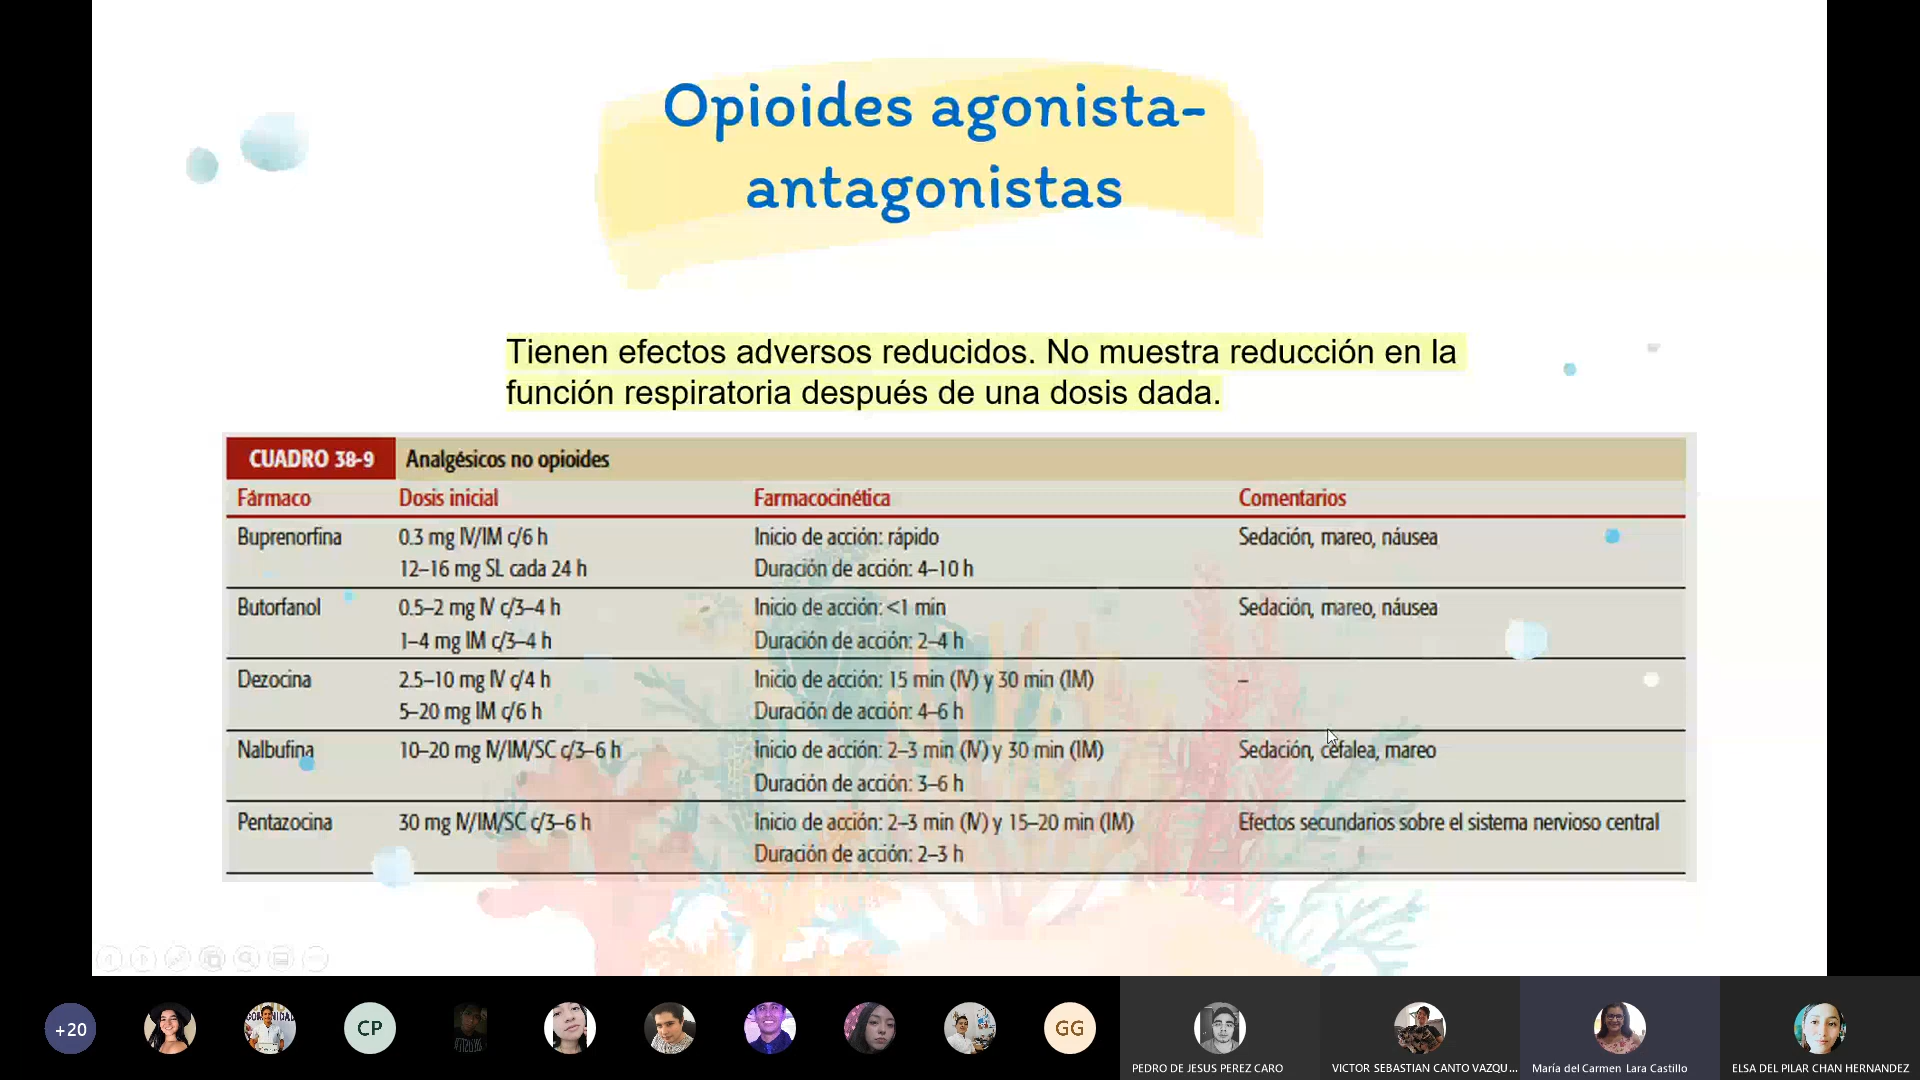 Opioides agonista-
antagonistas
Tienen efectos adversos reducidos. No muestra reducción en la
función respiratoria después de una dosis dada.
CUADRO 38-9 Analgésicos no opioides
Fármaco Dosis inicial Farmacocinética Comentarios
Buprenorfina 0.3 mg IV/IM c/6 h Inicio de acción: rápido Sedación, mareo, náusea
12–16 mg SL cada 24 h Duración de acción: 4–10 h
Butorfanol 0.5–2 mg IV c/3–4 h Inicio de acción: <1 min Sedación, mareo, náusea
1–4 mg IM c/3–4 h Duración de acción: 2–4 h
Dezocina 2.5–10 mg IV c/4 h Inicio de acción: 15 min (IV) y 30 min (IM) –
5–20 mg IM c/6 h Duración de acción: 4–6 h
Nalbufina 10–20 mg IV/IM/SC c/3–6 h Inicio de acción: 2–3 min (IV) y 30 min (IM) Sedación, cefalea, mareo
Duración de acción: 3–6 h
Pentazocina 30 mg IV/IM/SC c/3–6 h Inicio de acción: 2–3 min (IV) y 15–20 min (IM) Efectos secundarios sobre el sistema nervioso central
Duración de acción: 2–3 h
+20 CP GG
PEDRO DE JESUS PEREZ CARO VICTOR SEBASTIAN CANTO VAZQU... María del Carmen Lara Castillo ELSA DEL PILAR CHAN HERNANDEZ